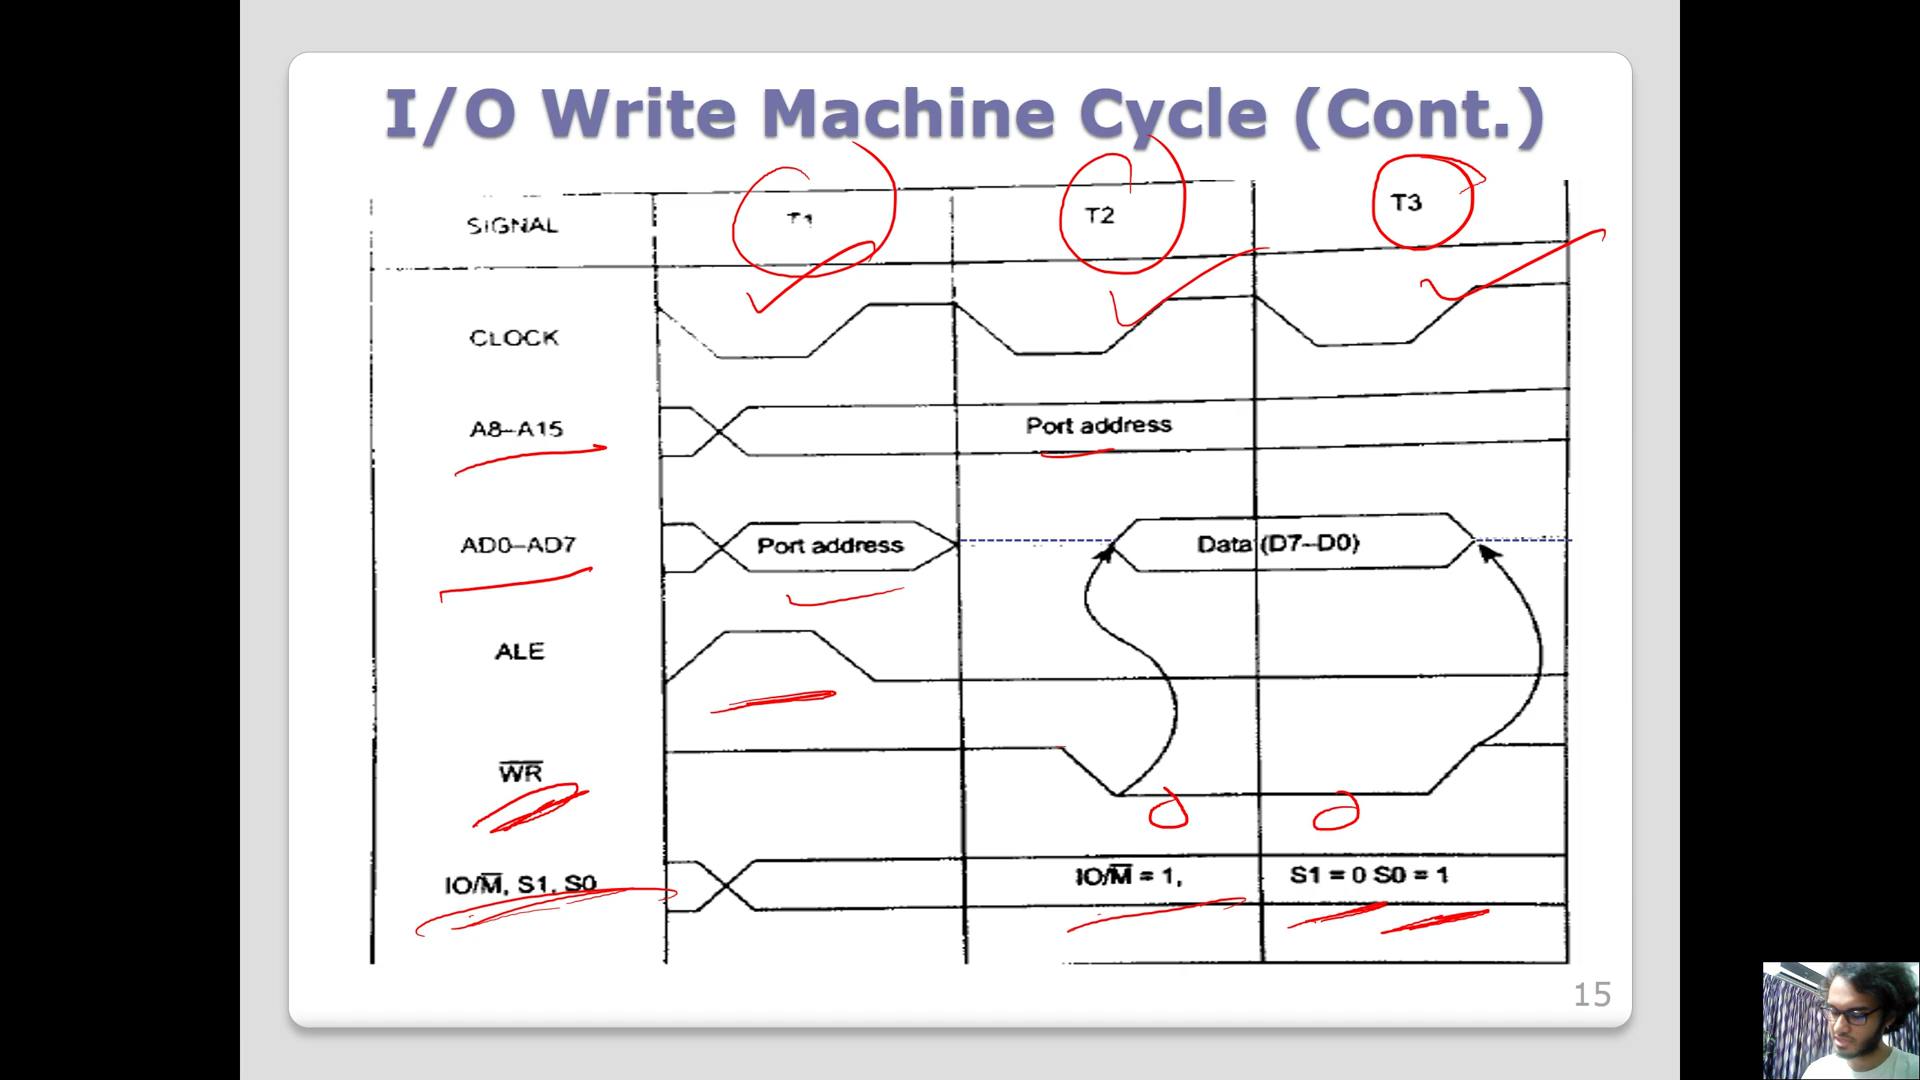 I/O Write Machine Cycle (Cont.)
SIGNAL T1 T2 T3
CLOCK
A8–A15 Port address
AD0–AD7 Port address Data (D7–D0)
ALE
W̅R̅
IO/M̅, S1, S0 IO/M̅ = 1, S1 = 0 S0 = 1
15